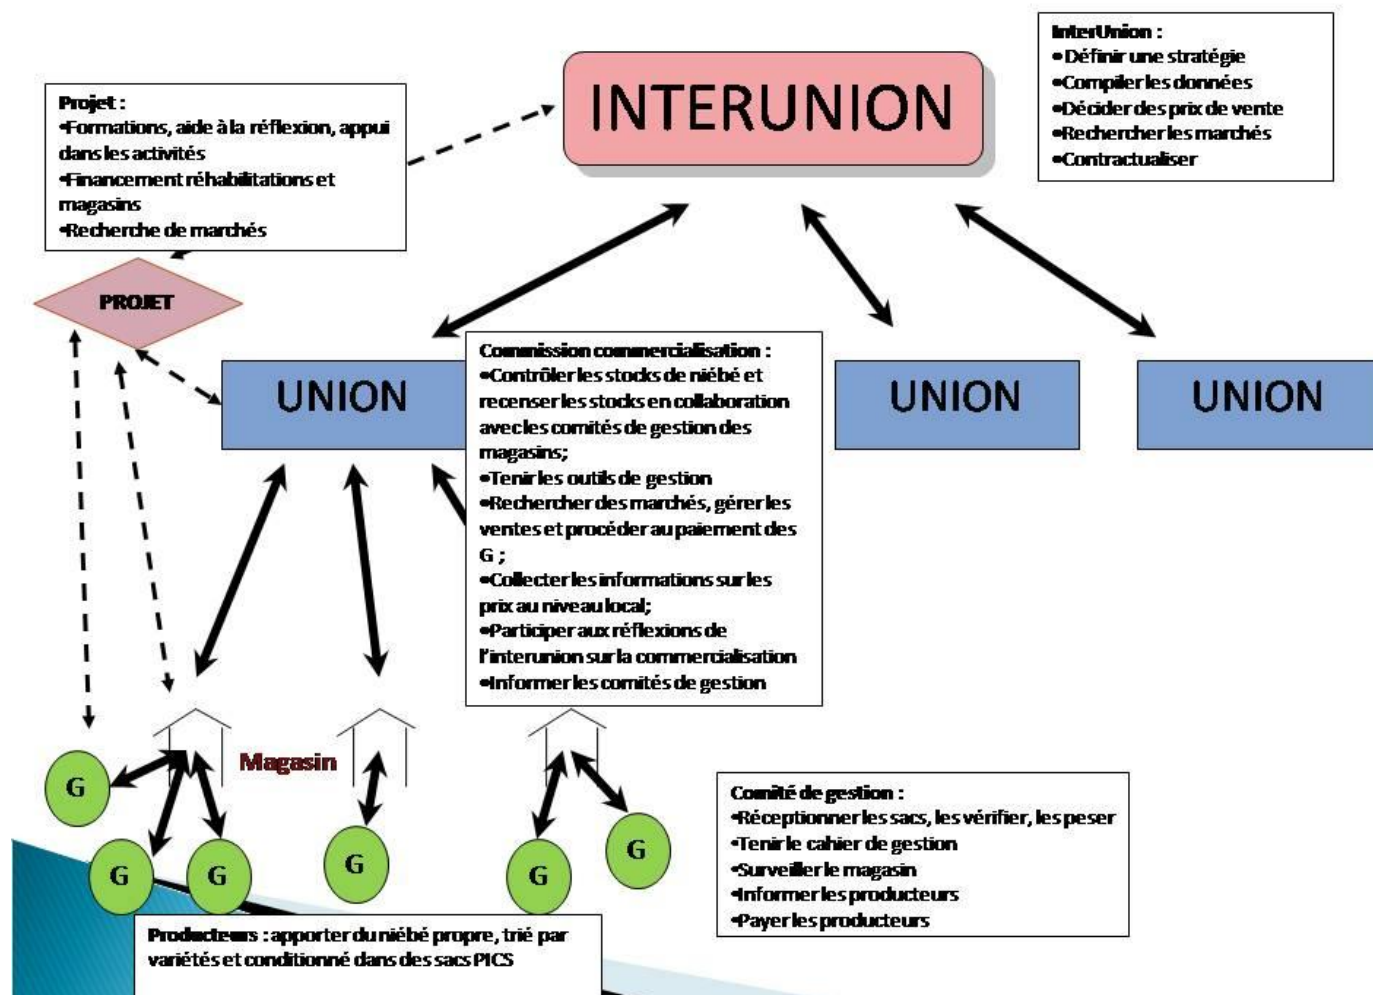 InterUnion :
•Définir une stratégie
•Compiler les données
•Décider des prix de vente
•Rechercher les marchés
•Contractualiser
INTERUNION
Projet :
•Formations, aide à la réflexion, appui
dans les activités
•Financement réhabilitations et
magasins
•Recherche de marchés
PROJET
UNION
UNION
UNION
Commission commercialisation :
•Contrôler les stocks de niébé et
recenser les stocks en collaboration
avec les comités de gestion des
magasins;
•Tenir les outils de gestion
•Rechercher des marchés, gérer les
ventes et procéder au paiement des
G ;
•Collecter les informations sur les
prix au niveau local;
•Participer aux réflexions de
l'interunion sur la commercialisation
•Informer les comités de gestion
Magasin
G
G
G
G
G
G
Comité de gestion :
•Réceptionner les sacs, les vérifier, les peser
•Tenir le cahier de gestion
•Surveiller le magasin
•Informer les producteurs
•Payer les producteurs
Producteurs : apporter du niébé propre, trié par
variétés et conditionné dans des sacs PICS